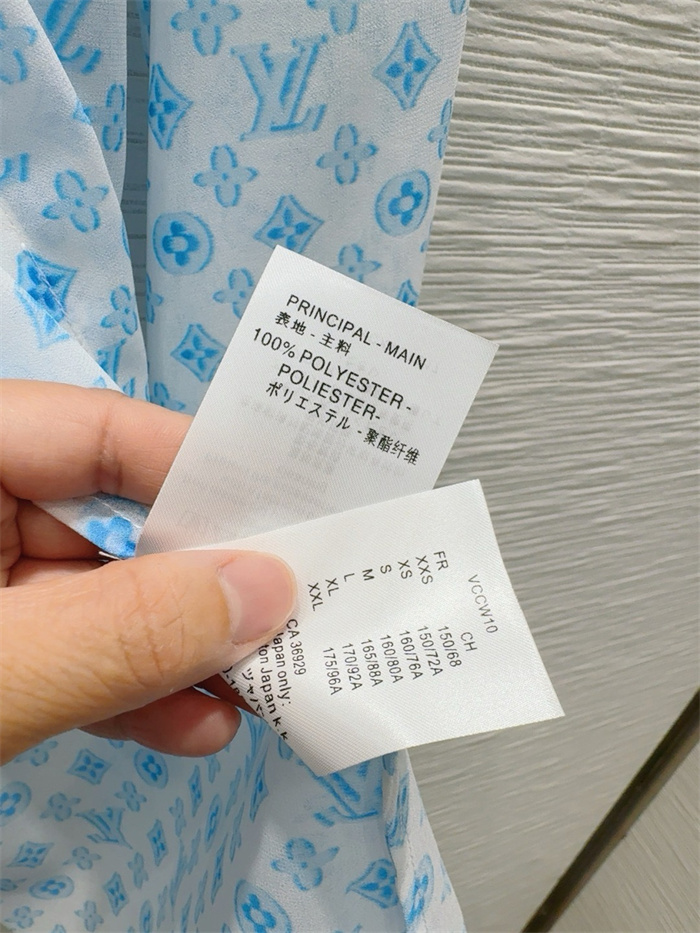 PRINCIPAL - MAIN
表地 - 主料
100% POLYESTER -
POLIESTER-
ポリエステル - 聚酯纤维
VCCW10
FR CH
XXS 150/68
XS 150/72A
S 160/76A
M 160/80A
L 165/88A
XL 170/92A
XXL 175/96A
CA 36929
Japan only:
Japan k.k